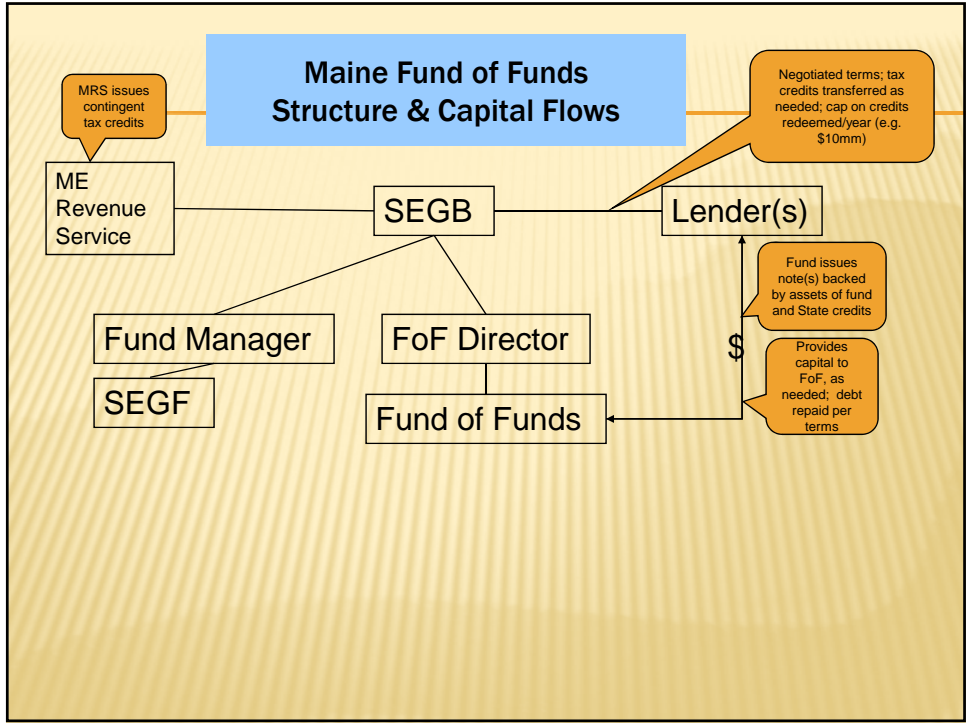 Maine Fund of Funds
Structure & Capital Flows
MRS issues
contingent
tax credits
Negotiated terms; tax
credits transferred as
needed; cap on credits
redeemed/year (e.g.
$10mm)
ME
Revenue
Service
SEGB
Lender(s)
Fund issues
note(s) backed
by assets of fund
and State credits
Fund Manager
FoF Director
$
Provides
capital to
FoF, as
needed; debt
repaid per
terms
SEGF
Fund of Funds